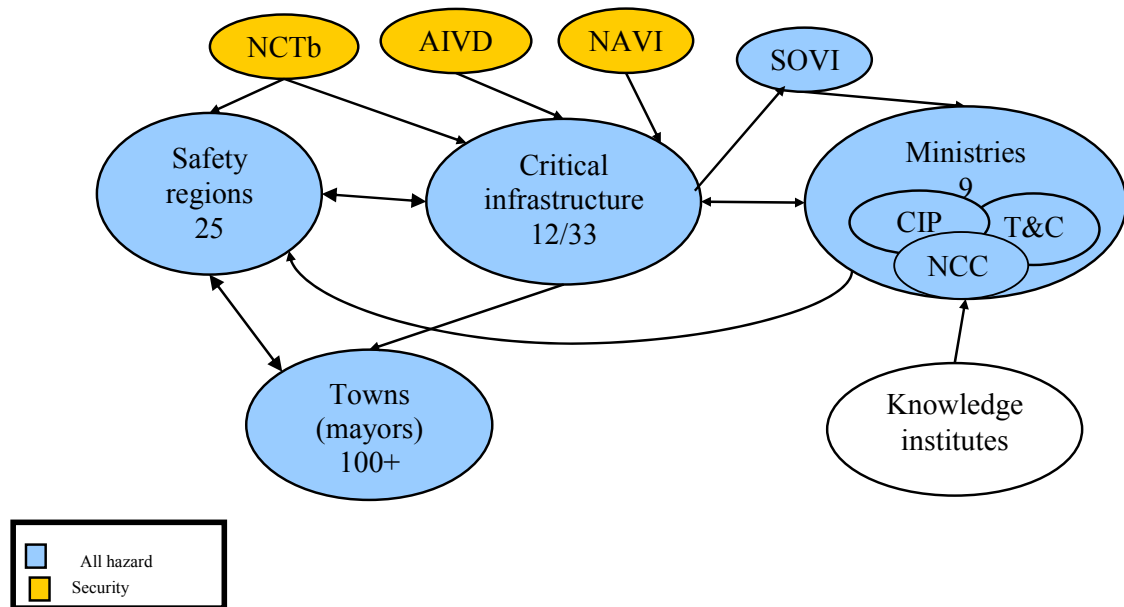 NCTb
AIVD
NAVI
SOVI
Safety
regions
25
Critical
infrastructure
12/33
Ministries
9
CIP
T&C
NCC
Towns
(mayors)
100+
Knowledge
institutes
All hazard
Security